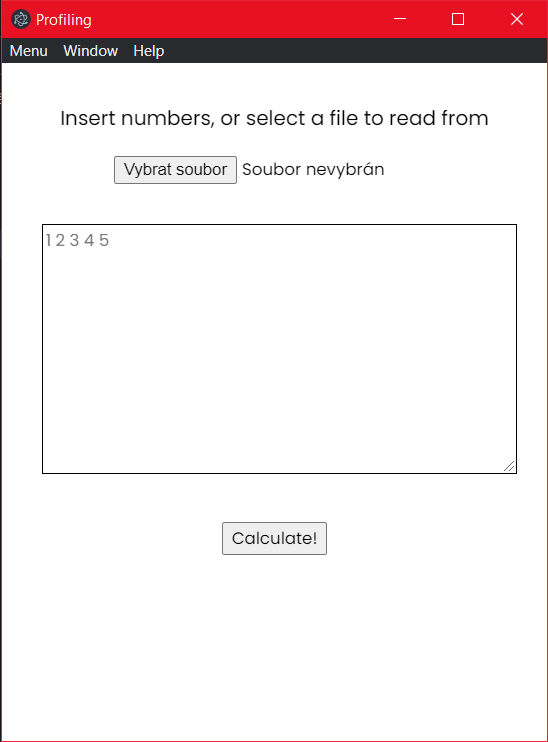 Profiling
Menu Window Help
Insert numbers, or select a file to read from
Vybrat soubor Soubor nevybrán
1 2 3 4 5
Calculate!